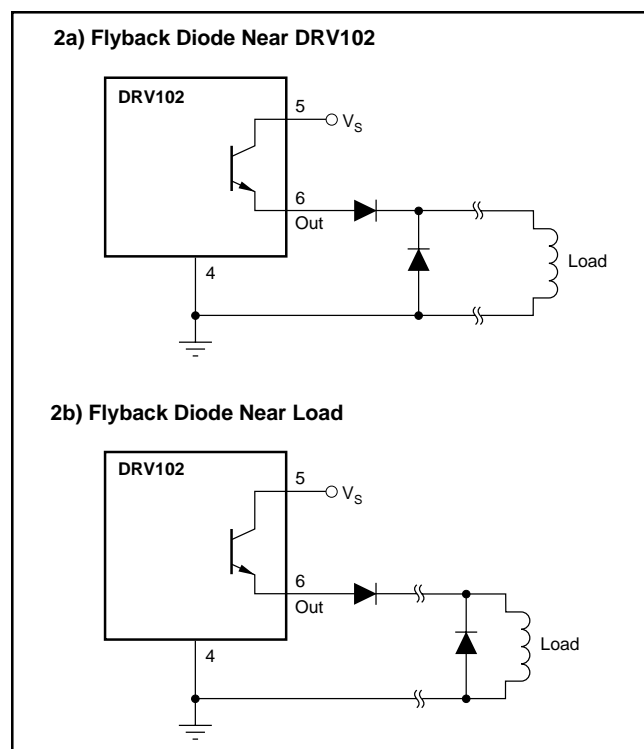 2a) Flyback Diode Near DRV102
DRV102
5
V_S
6
Out
Load
4
2b) Flyback Diode Near Load
DRV102
5
V_S
6
Out
Load
4